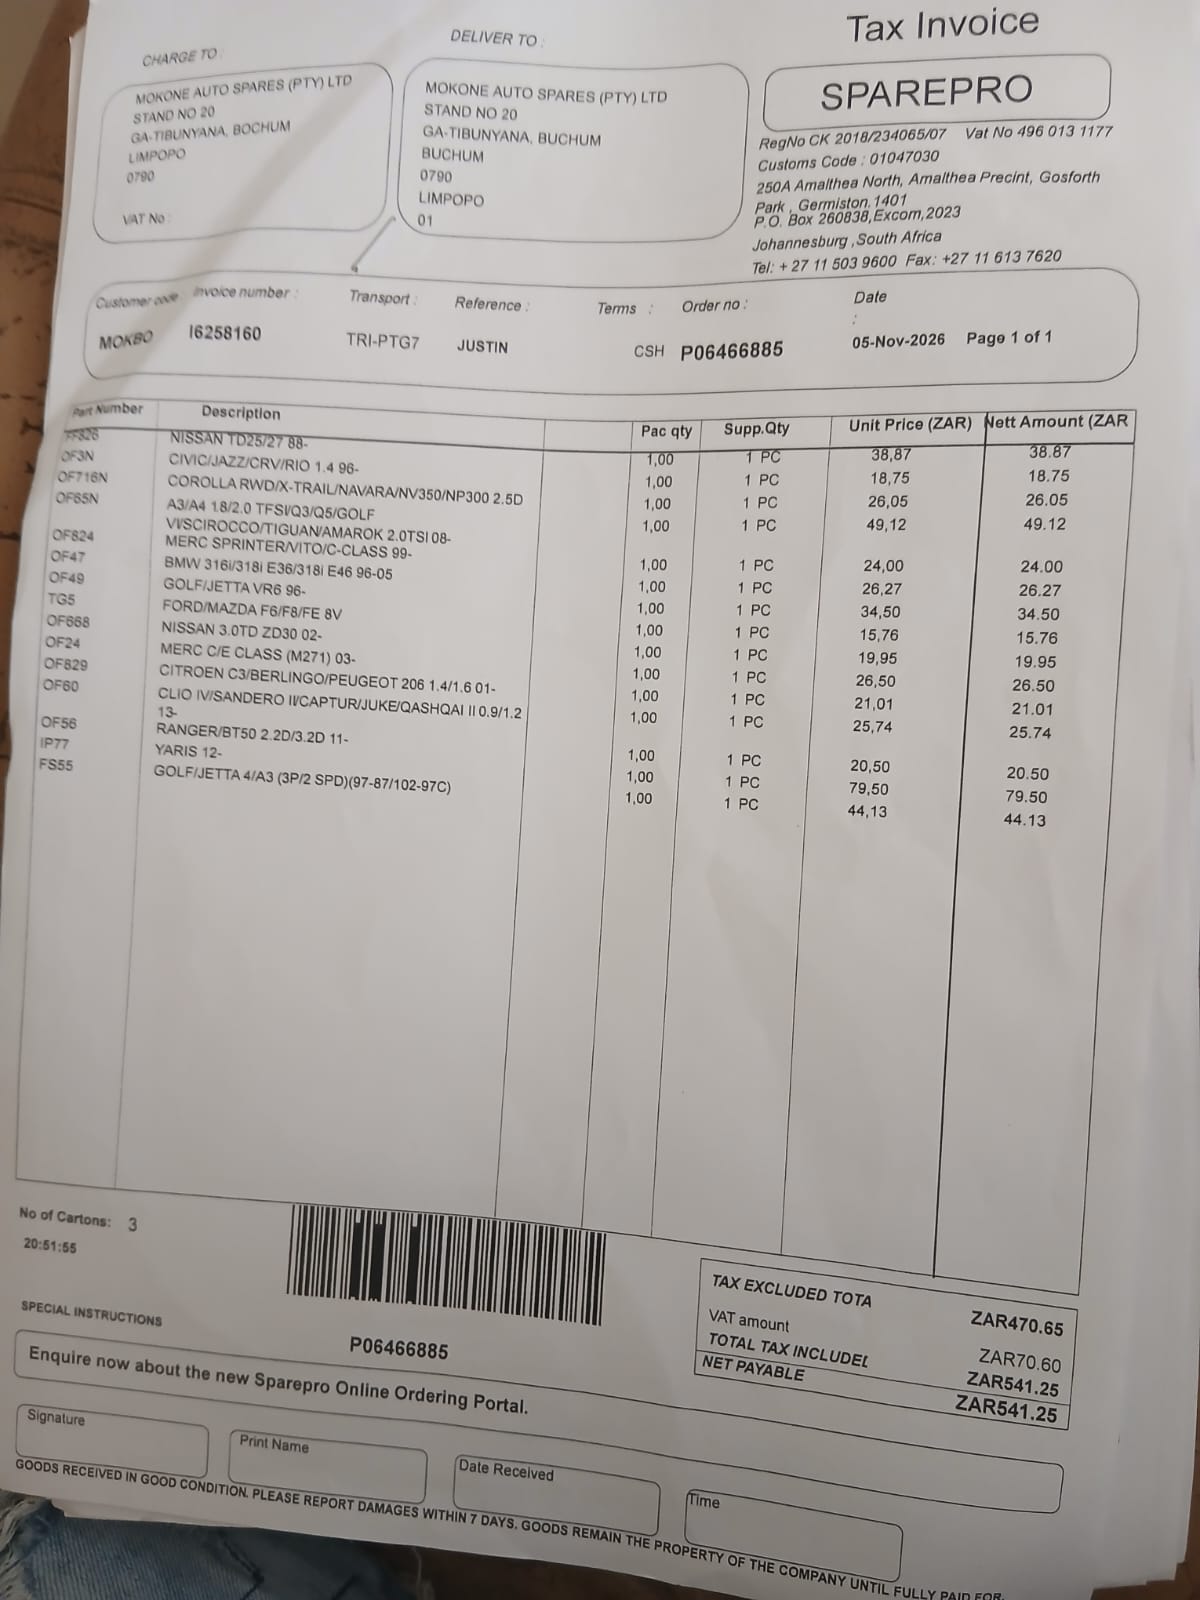 Tax Invoice
CHARGE TO :
MOKONE AUTO SPARES (PTY) LTD
STAND NO 20
GA-TIBUNYANA, BOCHUM
LIMPOPO
0790
VAT No :
DELIVER TO :
MOKONE AUTO SPARES (PTY) LTD
STAND NO 20
GA-TIBUNYANA, BUCHUM
BUCHUM
0790
LIMPOPO
01
SPAREPRO
RegNo CK 2018/234065/07 Vat No 496 013 1177
Customs Code : 01047030
250A Amalthea North, Amalthea Precint, Gosforth
Park , Germiston,1401
P.O. Box 260838,Excom,2023
Johannesburg ,South Africa
Tel: + 27 11 503 9600 Fax: +27 11 613 7620
Customer code : Invoice number : Transport : Reference : Terms : Order no : Date :
MOKBO I6258160 TRI-PTG7 JUSTIN CSH P06466885 05-Nov-2026 Page 1 of 1
Part Number Description Pac qty Supp.Qty Unit Price (ZAR) Nett Amount (ZAR
FF826 NISSAN TD25/27 88- 1,00 1 PC 38,87 38.87
OF3N CIVIC/JAZZ/CRV/RIO 1.4 96- 1,00 1 PC 18,75 18.75
OF716N COROLLA RWD/X-TRAIL/NAVARA/NV350/NP300 2.5D 1,00 1 PC 26,05 26.05
OF65N A3/A4 1.8/2.0 TFSI/Q3/Q5/GOLF 1,00 1 PC 49,12 49.12
VI/SCIROCCO/TIGUAN/AMAROK 2.0TSI 08-
OF824 MERC SPRINTER/VITO/C-CLASS 99- 1,00 1 PC 24,00 24.00
OF47 BMW 316i/318i E36/318i E46 96-05 1,00 1 PC 26,27 26.27
OF49 GOLF/JETTA VR6 96- 1,00 1 PC 34,50 34.50
TG5 FORD/MAZDA F6/F8/FE 8V 1,00 1 PC 15,76 15.76
OF668 NISSAN 3.0TD ZD30 02- 1,00 1 PC 19,95 19.95
OF24 MERC C/E CLASS (M271) 03- 1,00 1 PC 26,50 26.50
OF829 CITROEN C3/BERLINGO/PEUGEOT 206 1.4/1.6 01- 1,00 1 PC 21,01 21.01
OF60 CLIO IV/SANDERO II/CAPTUR/JUKE/QASHQAI II 0.9/1.2 1,00 1 PC 25,74 25.74
13-
OF56 RANGER/BT50 2.2D/3.2D 11- 1,00 1 PC 20,50 20.50
IP77 YARIS 12- 1,00 1 PC 79,50 79.50
FS55 GOLF/JETTA 4/A3 (3P/2 SPD)(97-87/102-97C) 1,00 1 PC 44,13 44.13
No of Cartons: 3
20:51:55
P06466885
TAX EXCLUDED TOTA ZAR470.65
VAT amount ZAR70.60
TOTAL TAX INCLUDEL ZAR541.25
NET PAYABLE ZAR541.25
SPECIAL INSTRUCTIONS
Enquire now about the new Sparepro Online Ordering Portal.
Signature
Print Name
Date Received
Time
GOODS RECEIVED IN GOOD CONDITION. PLEASE REPORT DAMAGES WITHIN 7 DAYS. GOODS REMAIN THE PROPERTY OF THE COMPANY UNTIL FULLY PAID FOR.